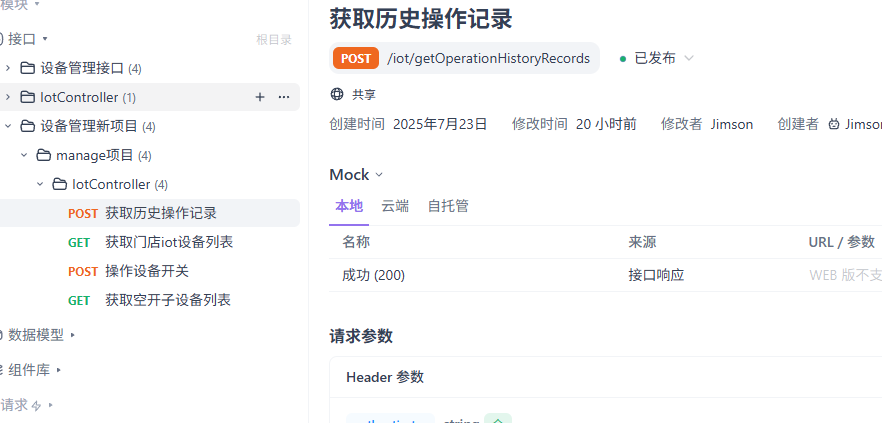 模块
接口
根目录
设备管理接口 (4)
IotController (1)
设备管理新项目 (4)
manage项目 (4)
IotController (4)
POST 获取历史操作记录
GET 获取门店iot设备列表
POST 操作设备开关
GET 获取空开子设备列表
数据模型
组件库
请求
获取历史操作记录
POST /iot/getOperationHistoryRecords
已发布
共享
创建时间 2025年7月23日 修改时间 20 小时前 修改者 Jimson 创建者 Jimson
Mock
本地 云端 自托管
名称 来源 URL / 参数
成功 (200) 接口响应 WEB 版不支
请求参数
Header 参数
string